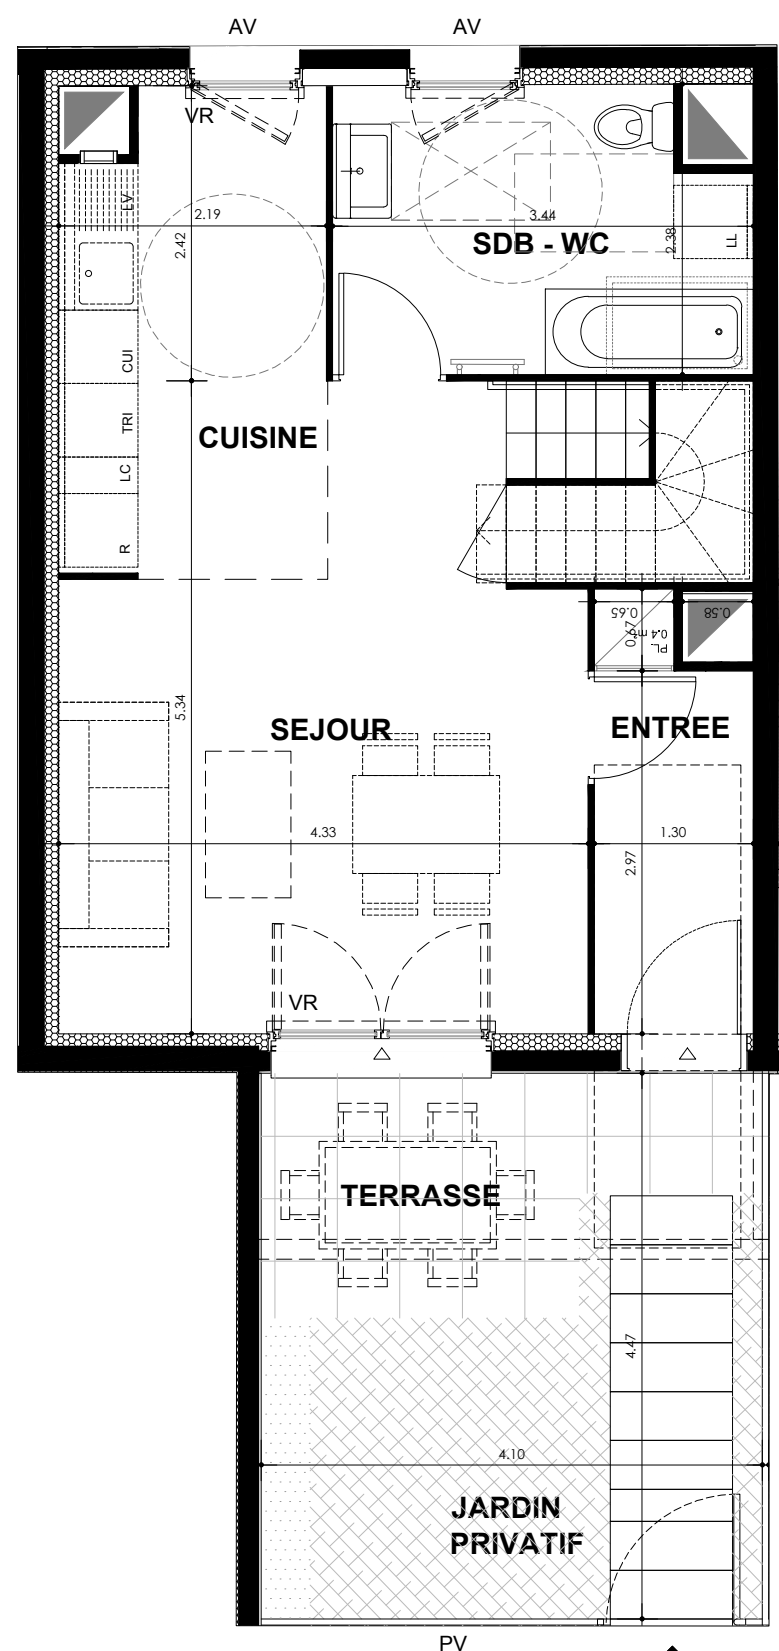 AV
AV
VR
2.19
3.44
LV
2.42
SDB - WC
2.38
LL
CUI
CUISINE
TRI
LC
R
0.65
0.58
0.67
0.4 m²
PL.
5.34
SEJOUR
ENTREE
4.33
1.30
2.97
VR
TERRASSE
4.47
4.10
JARDIN
PRIVATIF
PV